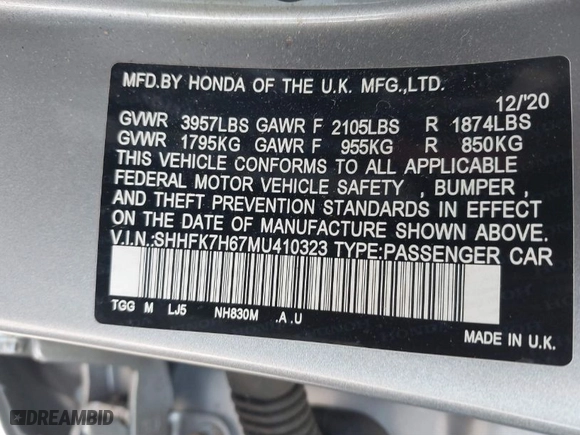 MFD.BY HONDA OF THE U.K. MFG.,LTD.
12/'20
GVWR 3957LBS GAWR F 2105LBS R 1874LBS
GVWR 1795KG GAWR F 955KG R 850KG
THIS VEHICLE CONFORMS TO ALL APPLICABLE
FEDERAL MOTOR VEHICLE SAFETY , BUMPER ,
AND THEFT PREVENTION STANDARDS IN EFFECT
ON THE DATE OF MANUFACTURE SHOWN ABOVE.
V.I.N.:SHHFK7H67MU410323 TYPE:PASSENGER CAR
TGG M LJ5 NH830M .A .U
MADE IN U.K.
DREAMBID